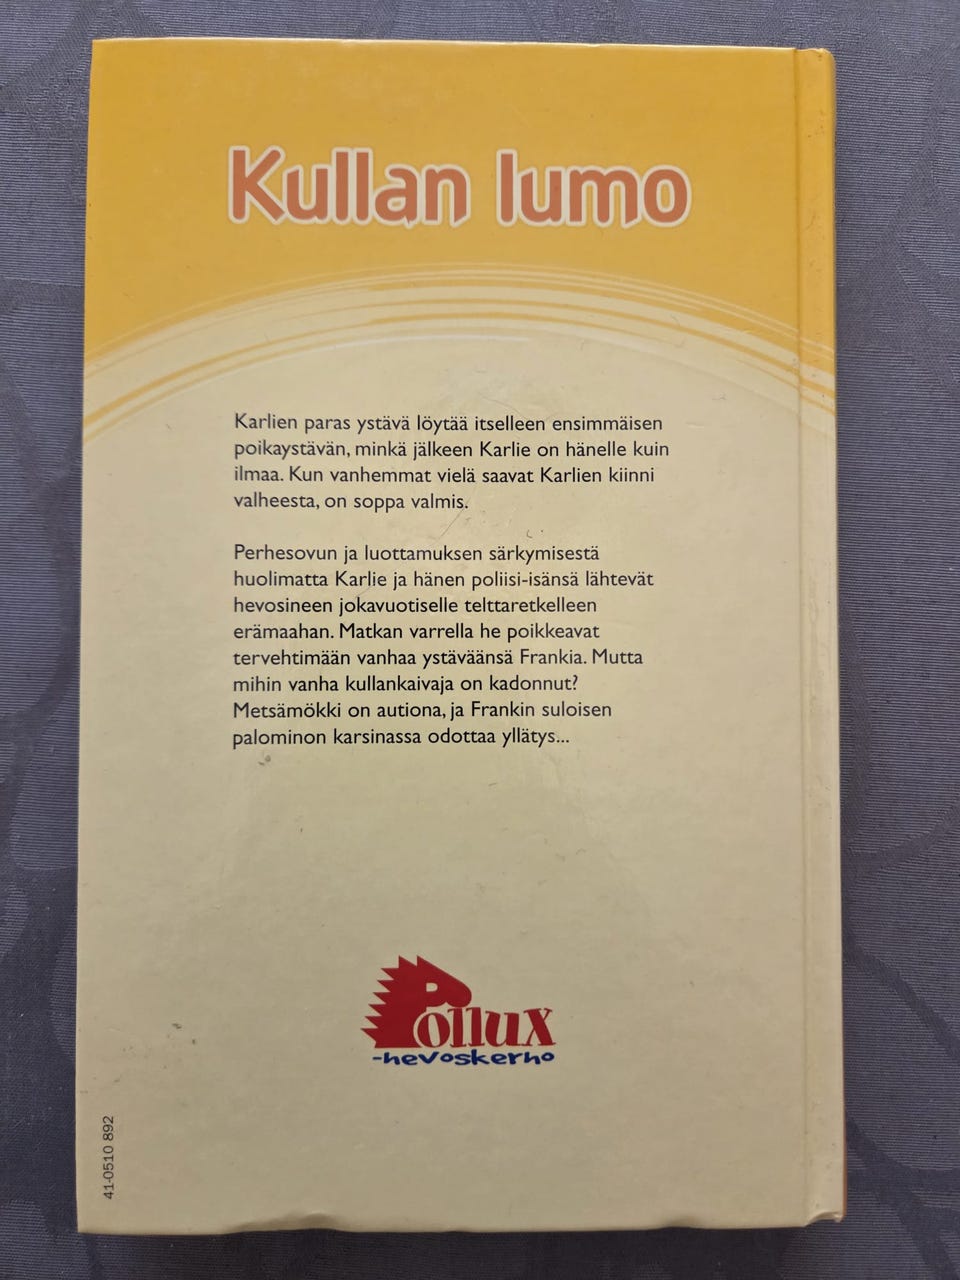 Kullan lumo
Karlien paras ystävä löytää itselleen ensimmäisen
poikaystävän, minkä jälkeen Karlie on hänelle kuin
ilmaa. Kun vanhemmat vielä saavat Karlien kiinni
valheesta, on soppa valmis.
Perhesovun ja luottamuksen särkymisestä
huolimatta Karlie ja hänen poliisi-isänsä lähtevät
hevosineen jokavuotiselle telttaretkelleen
erämaahan. Matkan varrella he poikkeavat
tervehtimään vanhaa ystäväänsä Frankia. Mutta
mihin vanha kullankaivaja on kadonnut?
Metsämökki on autiona, ja Frankin suloisen
palominon karsinassa odottaa yllätys...
Pollux
-hevoskerho
41-0510 892